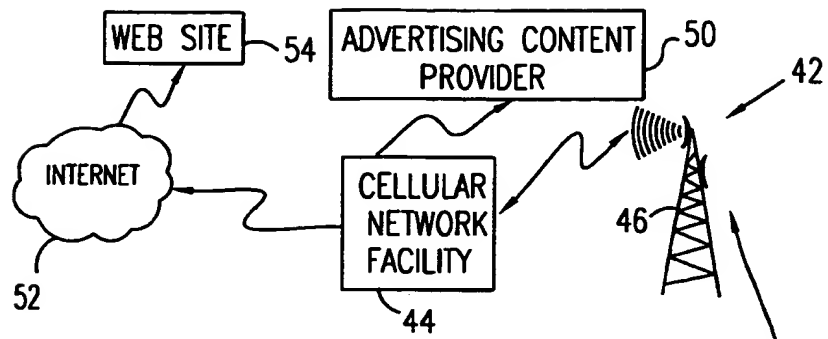 WEB SITE
54
ADVERTISING CONTENT
PROVIDER
50
42
INTERNET
52
CELLULAR
NETWORK
FACILITY
44
46